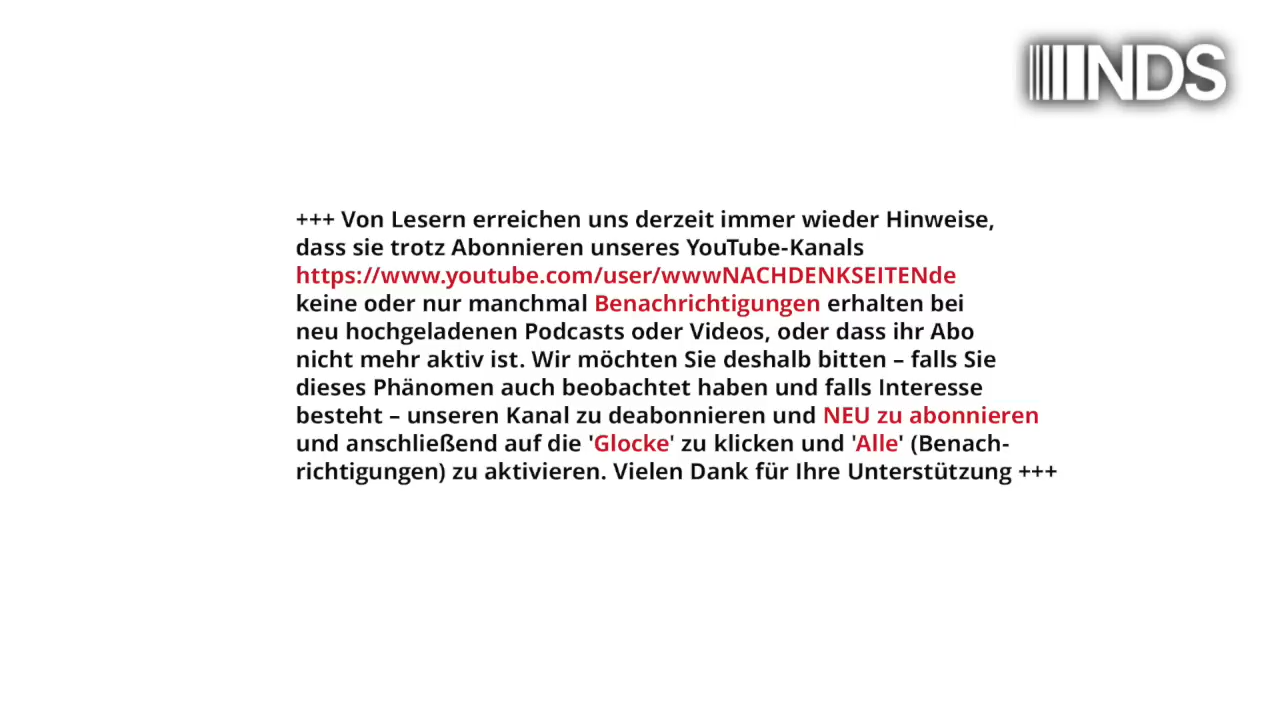 NDS
+++ Von Lesern erreichen uns derzeit immer wieder Hinweise,
dass sie trotz Abonnieren unseres YouTube-Kanals
https://www.youtube.com/user/wwwNACHDENKSEITENde
keine oder nur manchmal Benachrichtigungen erhalten bei
neu hochgeladenen Podcasts oder Videos, oder dass ihr Abo
nicht mehr aktiv ist. Wir möchten Sie deshalb bitten – falls Sie
dieses Phänomen auch beobachtet haben und falls Interesse
besteht – unseren Kanal zu deabonnieren und NEU zu abonnieren
und anschließend auf die 'Glocke' zu klicken und 'Alle' (Benach-
richtigungen) zu aktivieren. Vielen Dank für Ihre Unterstützung +++